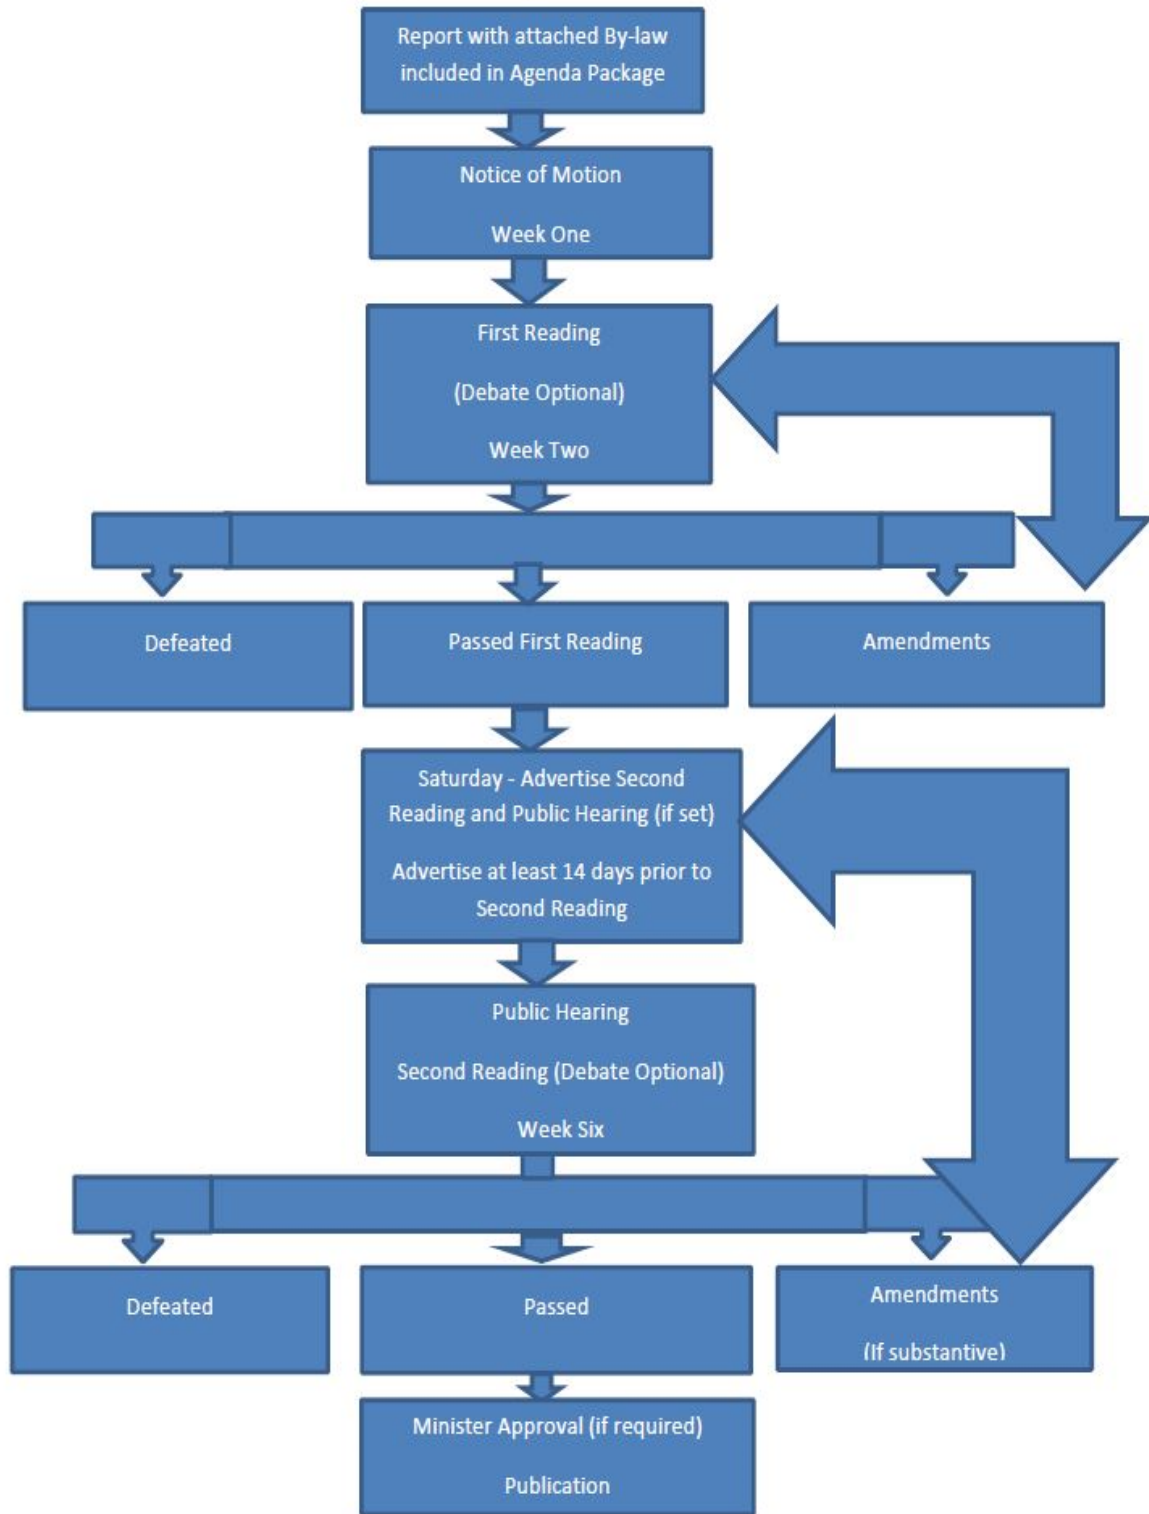 Report with attached By-law
included in Agenda Package
Notice of Motion
Week One
First Reading
(Debate Optional)
Week Two
Defeated
Passed First Reading
Amendments
Saturday - Advertise Second
Reading and Public Hearing (if set)
Advertise at least 14 days prior to
Second Reading
Public Hearing
Second Reading (Debate Optional)
Week Six
Defeated
Passed
Amendments
(If substantive)
Minister Approval (if required)
Publication